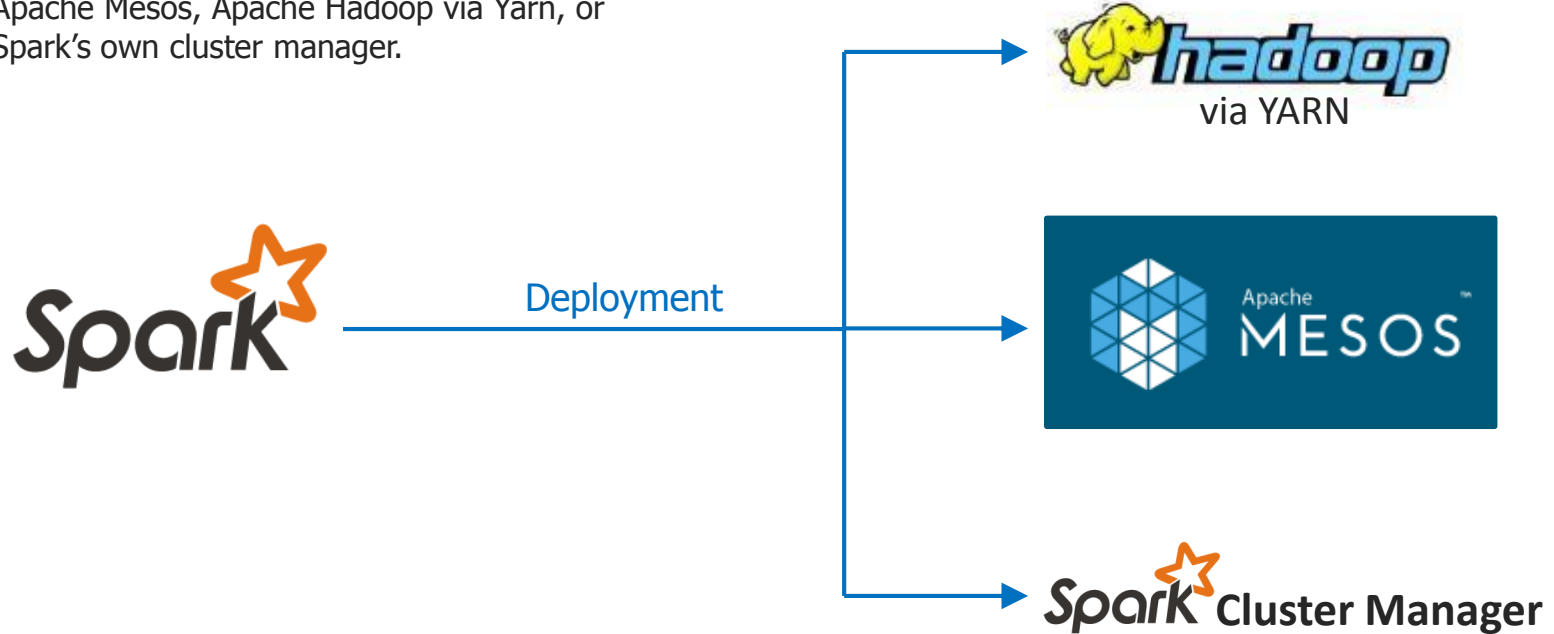 Apache Mesos, Apache Hadoop via Yarn, or
Spark's own cluster manager.
hadoop
via YARN
Spark
Deployment
Apache
MESOS
™
Spark Cluster Manager